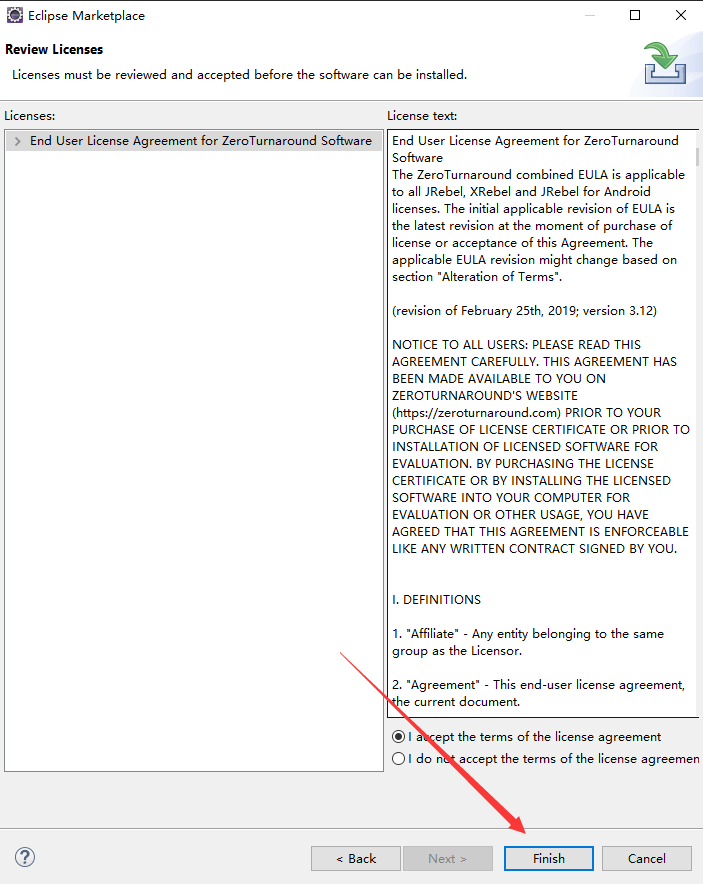 Eclipse Marketplace
Review Licenses
Licenses must be reviewed and accepted before the software can be installed.
Licenses:
End User License Agreement for ZeroTurnaround Software
License text:
End User License Agreement for ZeroTurnaround
Software
The ZeroTurnaround combined EULA is applicable
to all JRebel, XRebel and JRebel for Android
licenses. The initial applicable revision of EULA is
the latest revision at the moment of purchase of
license or acceptance of this Agreement. The
applicable EULA revision might change based on
section "Alteration of Terms".
(revision of February 25th, 2019; version 3.12)
NOTICE TO ALL USERS: PLEASE READ THIS
AGREEMENT CAREFULLY. THIS AGREEMENT HAS
BEEN MADE AVAILABLE TO YOU ON
ZEROTURNAROUND'S WEBSITE
(https://zeroturnaround.com) PRIOR TO YOUR
PURCHASE OF LICENSE CERTIFICATE OR PRIOR TO
INSTALLATION OF LICENSED SOFTWARE FOR
EVALUATION. BY PURCHASING THE LICENSE
CERTIFICATE OR BY INSTALLING THE LICENSED
SOFTWARE INTO YOUR COMPUTER FOR
EVALUATION OR OTHER USAGE, YOU HAVE
AGREED THAT THIS AGREEMENT IS ENFORCEABLE
LIKE ANY WRITTEN CONTRACT SIGNED BY YOU.
I. DEFINITIONS
1. "Affiliate" - Any entity belonging to the same
group as the Licensor.
2. "Agreement" - This end-user license agreement,
the current document.
I accept the terms of the license agreement
I do not accept the terms of the license agreemen
< Back
Next >
Finish
Cancel